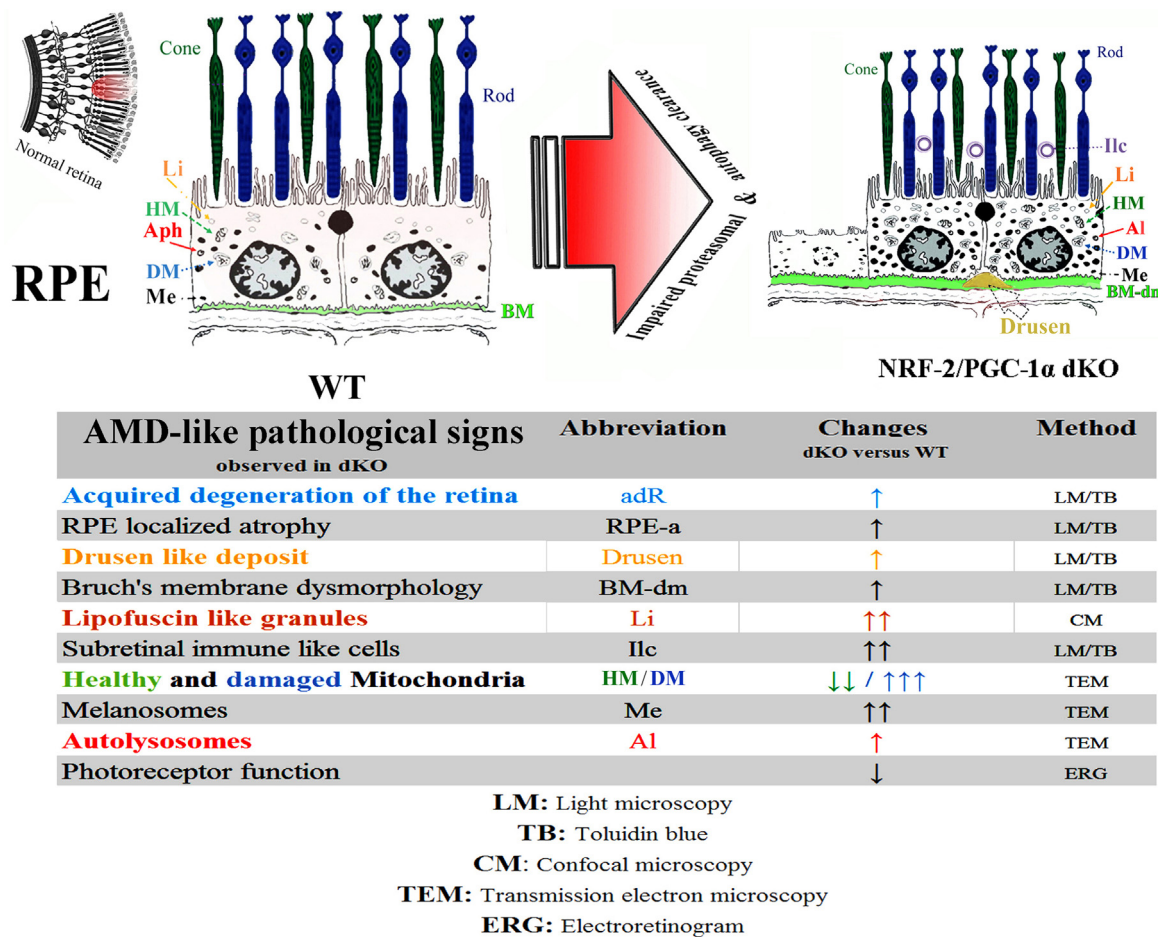 Normal retina
Cone
Rod
Li
HM
Aph
DM
Me
RPE
BM
WT
Impaired proteasomal & autophagy clearance
Cone
Rod
Ilc
Li
HM
Al
DM
Me
BM-dm
Drusen
NRF-2/PGC-1α dKO
AMD-like pathological signs observed in dKO Abbreviation Changes dKO versus WT Method
Acquired degeneration of the retina adR ↑ LM/TB
RPE localized atrophy RPE-a ↑ LM/TB
Drusen like deposit Drusen ↑ LM/TB
Bruch's membrane dysmorphology BM-dm ↑ LM/TB
Lipofuscin like granules Li ↑↑ CM
Subretinal immune like cells Ilc ↑↑ LM/TB
Healthy and damaged Mitochondria HM/DM ↓↓ / ↑↑↑ TEM
Melanosomes Me ↑↑ TEM
Autolysosomes Al ↑ TEM
Photoreceptor function ↓ ERG
LM: Light microscopy
TB: Toluidin blue
CM: Confocal microscopy
TEM: Transmission electron microscopy
ERG: Electroretinogram